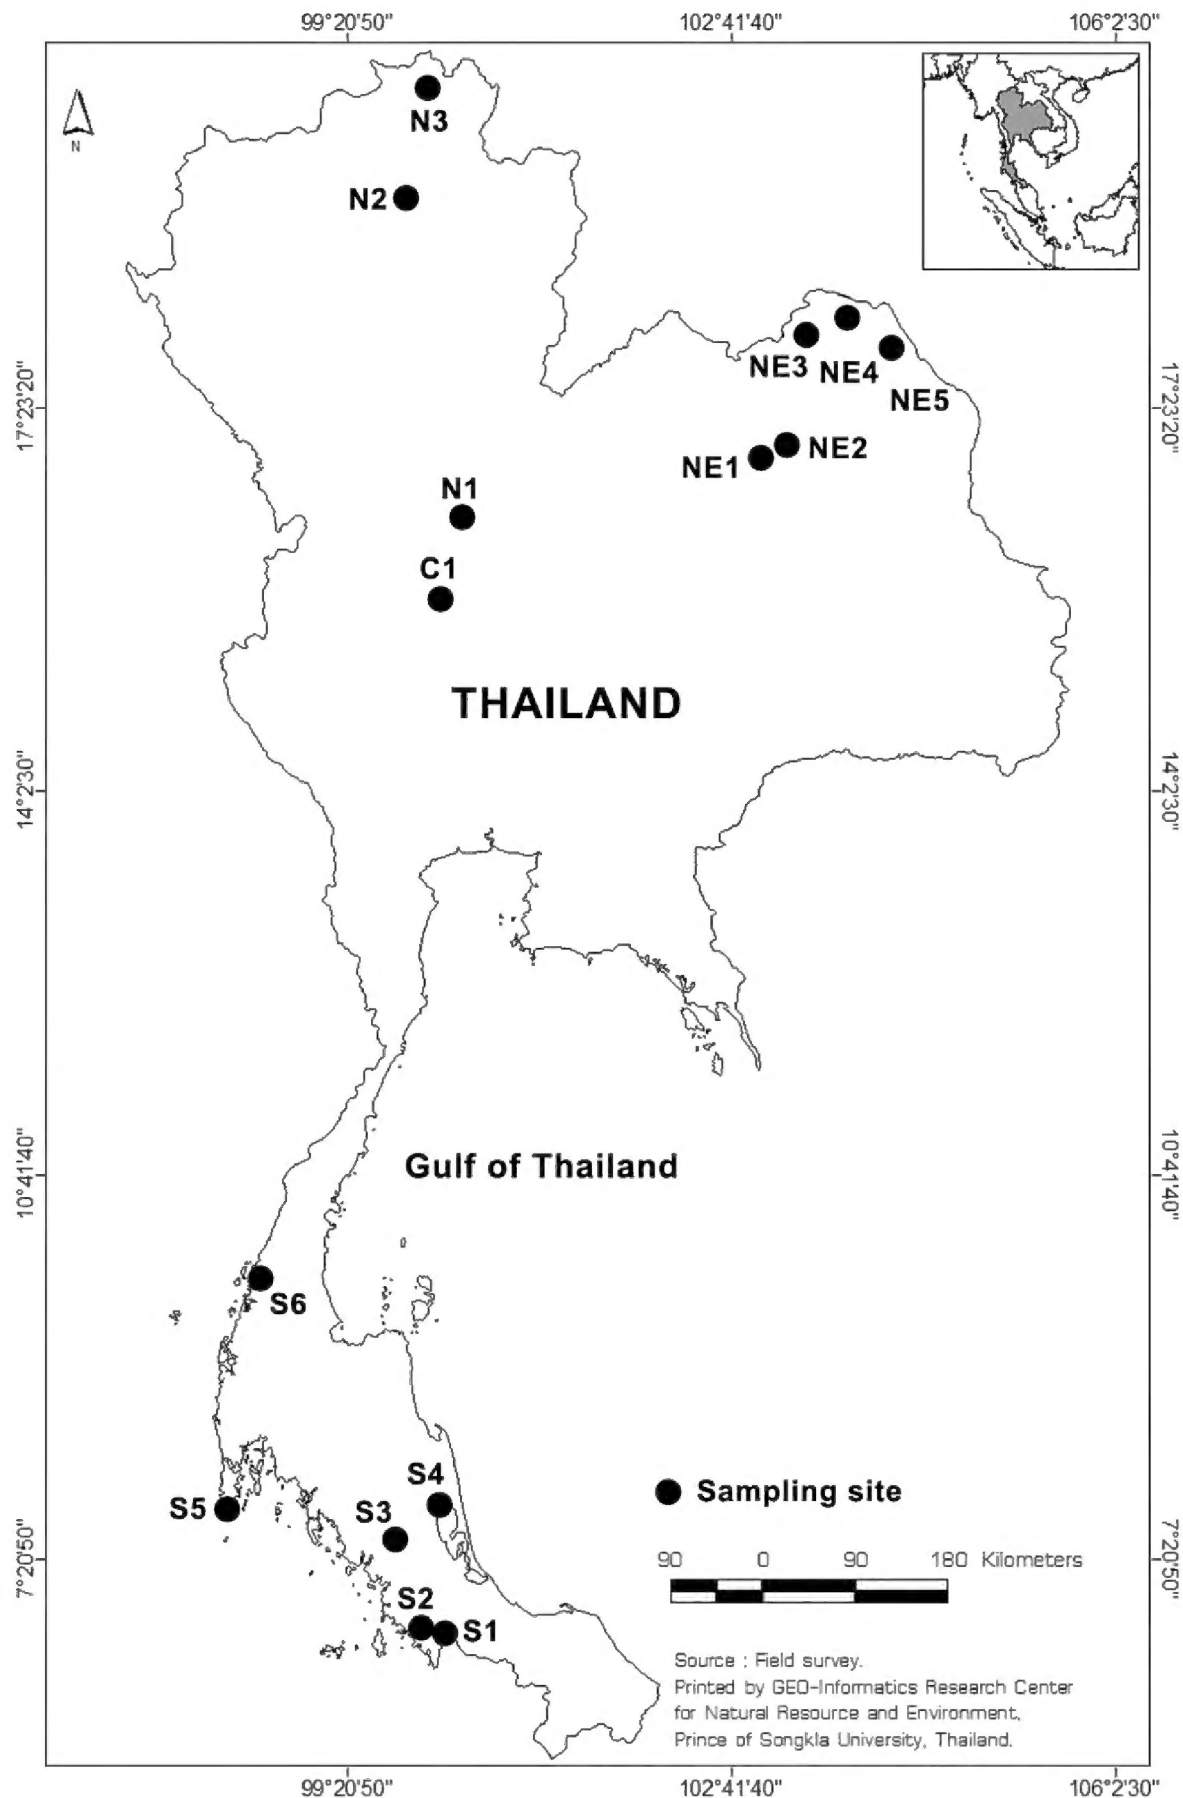 99°20'50"
102°41'40"
106°2'30"
N
N3
N2
NE3
NE4
NE5
17°23'20"
17°23'20"
NE1
NE2
N1
C1
THAILAND
14°2'30"
14°2'30"
Gulf of Thailand
10°41'40"
10°41'40"
S6
S4
S5
S3
Sampling site
7°20'50"
7°20'50"
90 0 90 180 Kilometers
S2
S1
Source : Field survey.
Printed by GEO-Informatics Research Center
for Natural Resource and Environment,
Prince of Songkla University, Thailand.
99°20'50"
102°41'40"
106°2'30"